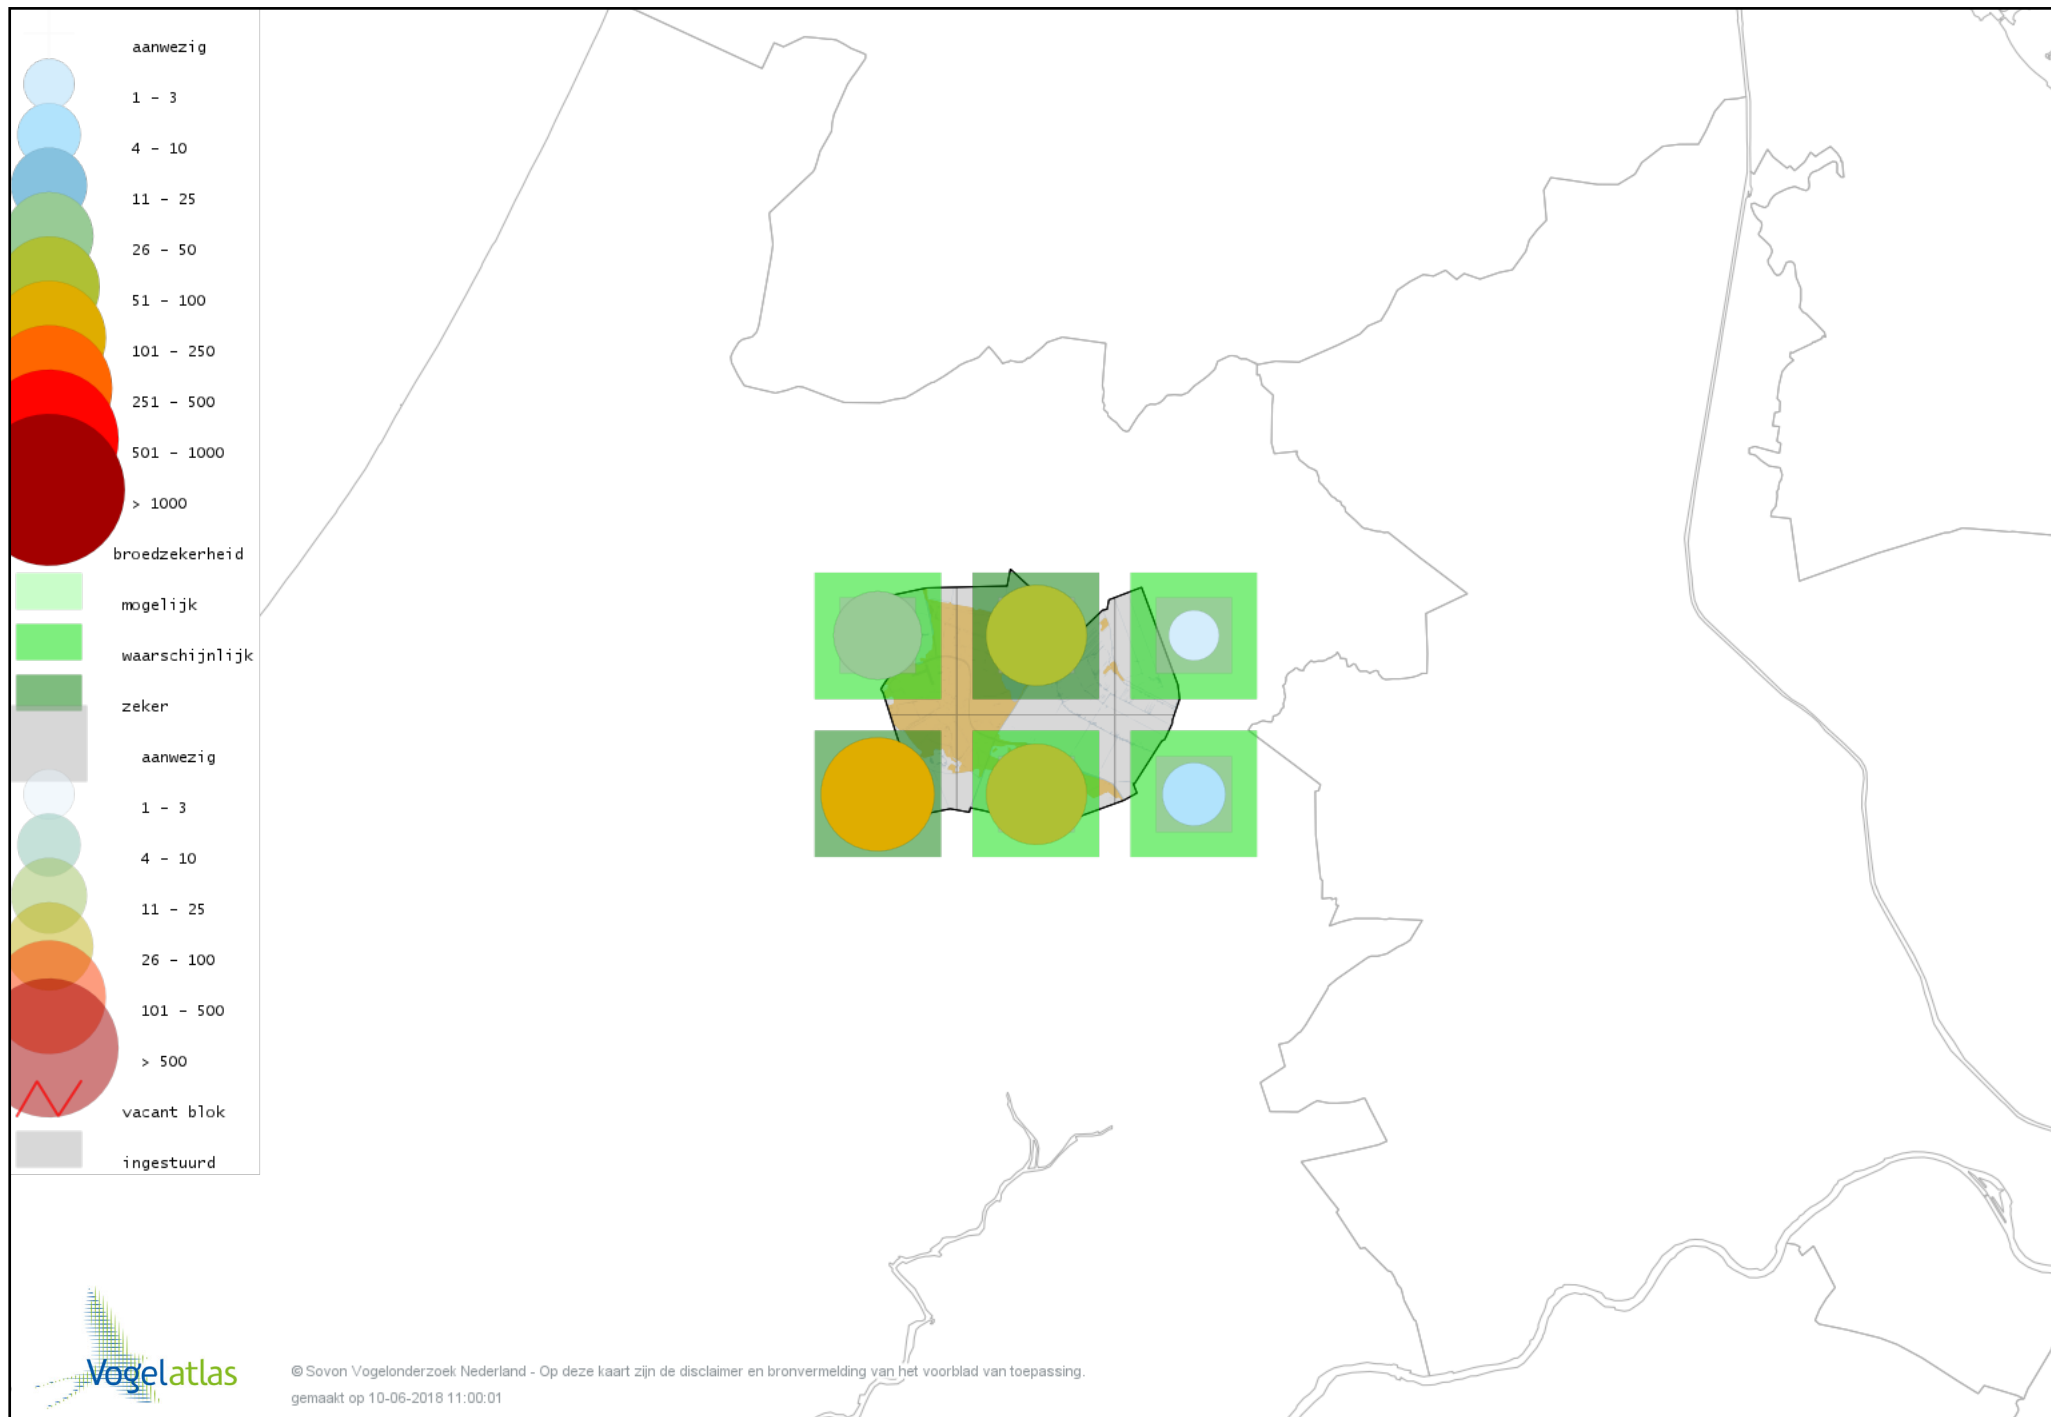 aanwezig
1 - 3
4 - 10
11 - 25
26 - 50
51 - 100
101 - 250
251 - 500
501 - 1000
> 1000
broedzekerheid
mogelijk
waarschijnlijk
zeker
aanwezig
1 - 3
4 - 10
11 - 25
26 - 100
101 - 500
> 500
vacant blok
ingestuurd
Vogelatlas
© Sovon Vogelonderzoek Nederland - Op deze kaart zijn de disclaimer en bronvermelding van het voorblad van toepassing.
gemaakt op 10-06-2018 11:00:01